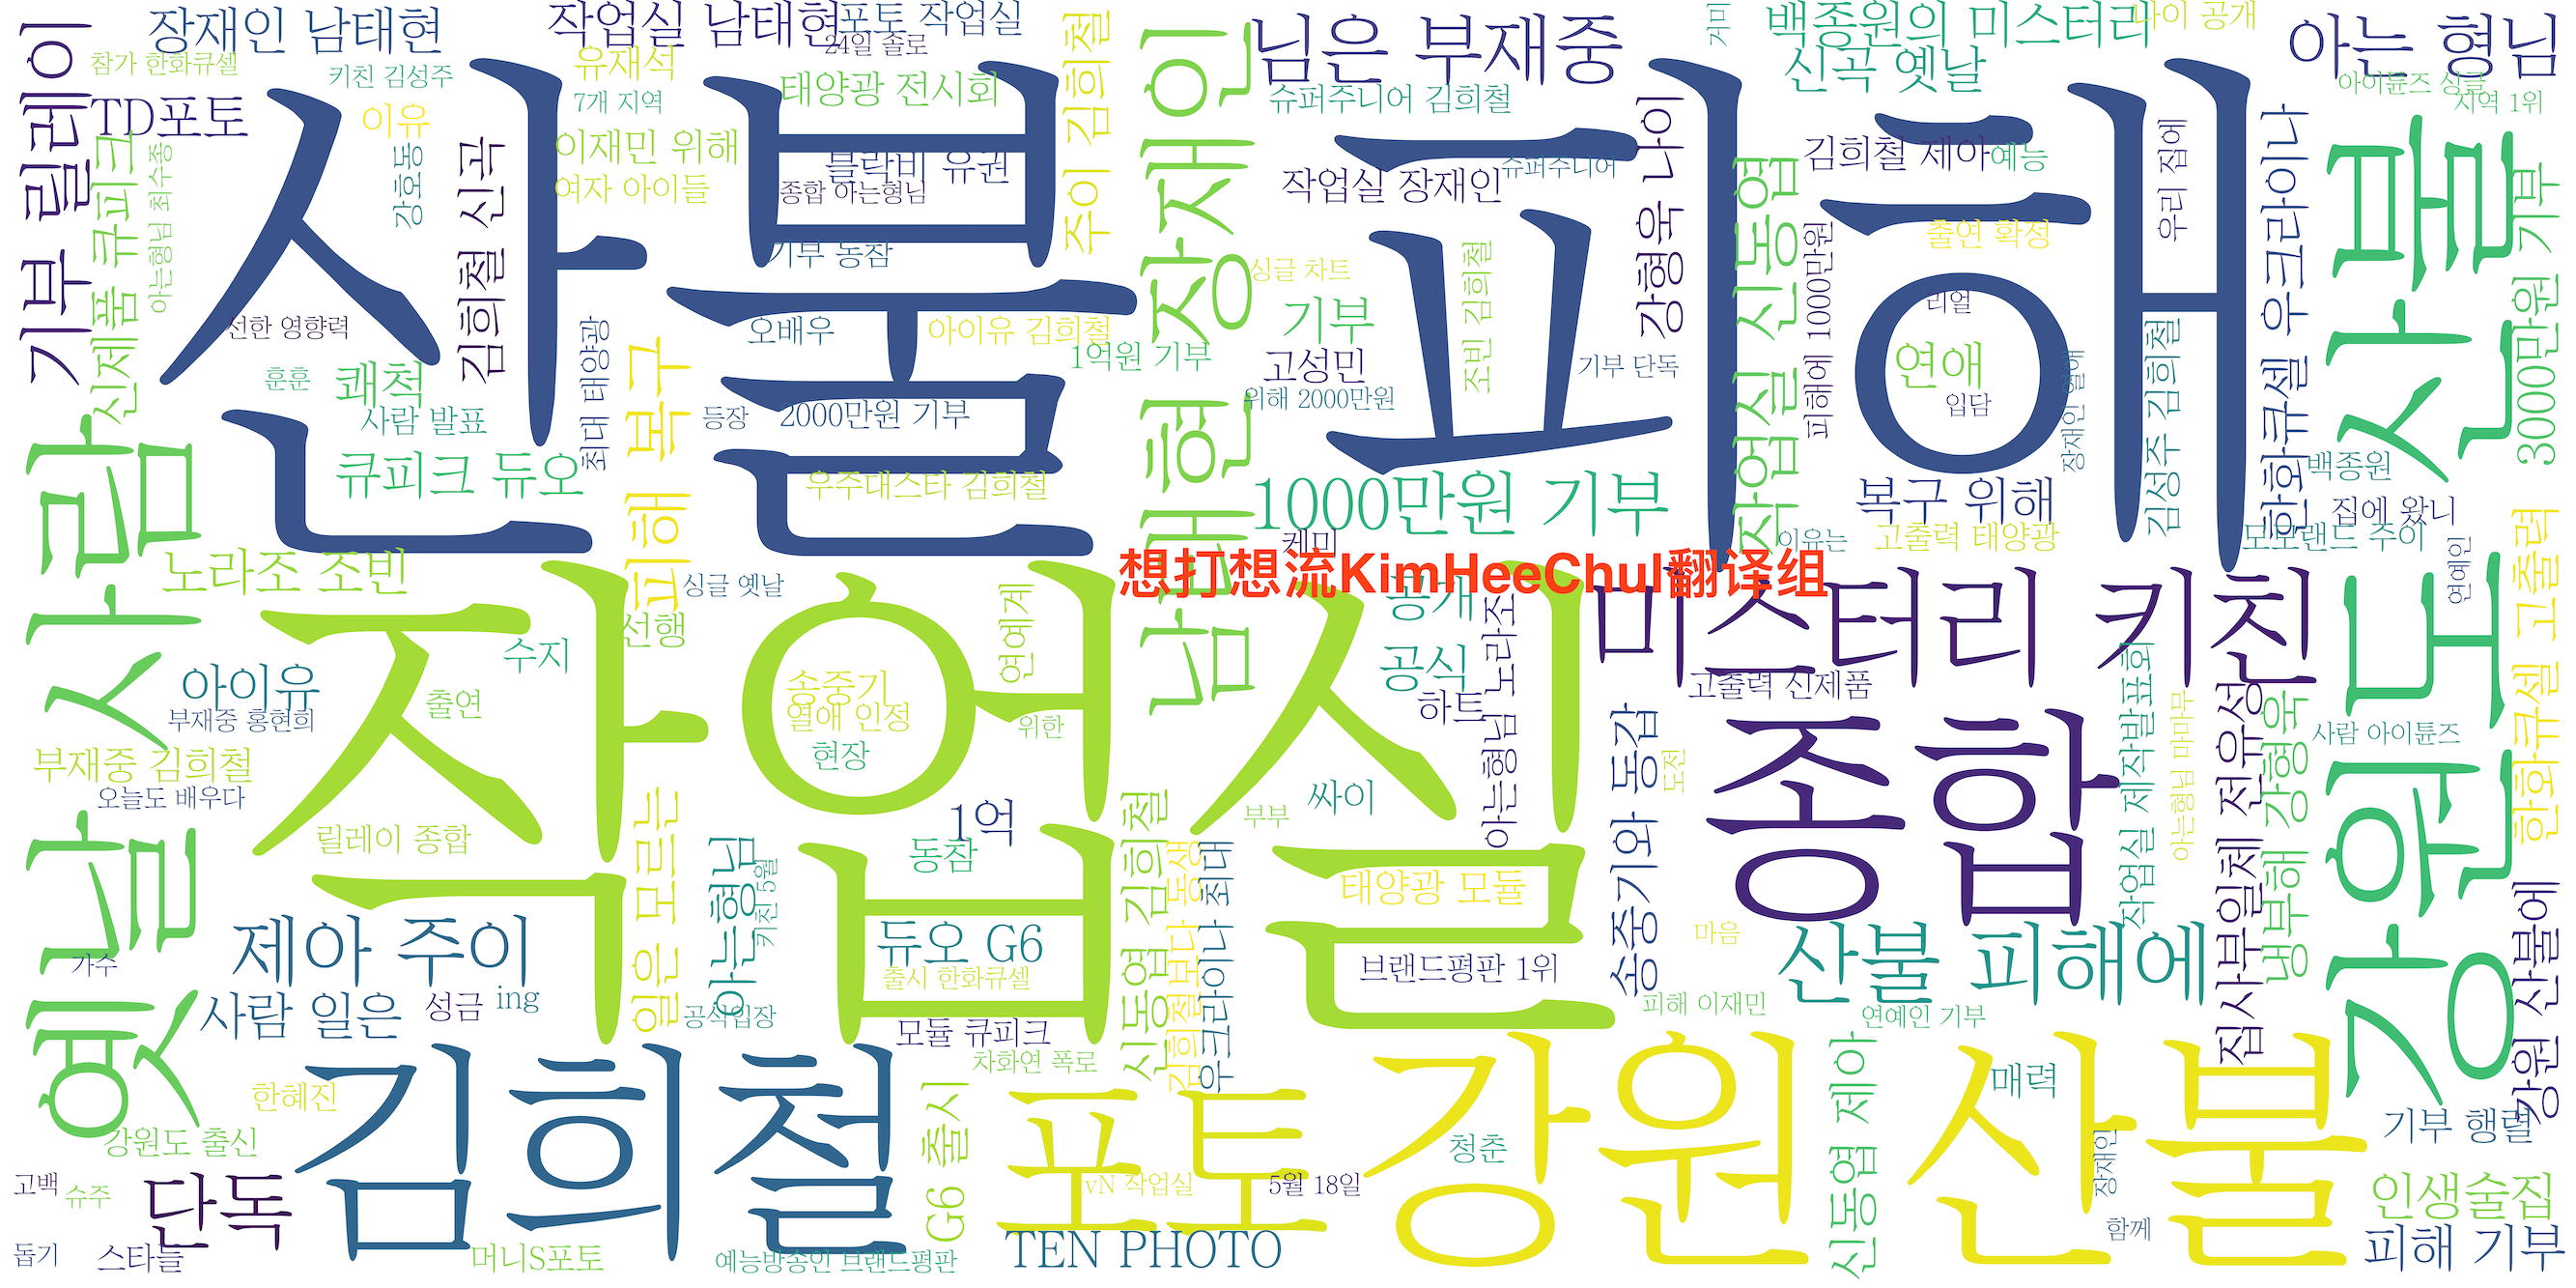 장재인 남태현
작업실 남태현
포토 작업실
24일 솔로
님은 부재중
백종원의 미스터리
나이 공개
아는 형님
기부 릴레이
참가 한화큐셀
키친 김성주
유재석
7개 지역
태양광 전시회
주이 김희철
남태현 장재인
슈퍼주니어 김희철
신곡 옛날
아이튠즈 싱글
지역 1위
TD포토
이유
강호동
김희철 신곡
이재민 위해
여자 아이들
블락비 유권
종합 아는형님
기부 동참
작업실 장재인
슈퍼주니어
강형욱 나이
김희철 제아
예능
우리 집에
신제품 큐피크
아는형님 최수종
산불 피해
산불
한화큐셀 우크라이나
3000만원 기부
선한 영향력
오배우
아이유 김희철
1억원 기부
싱글 차트
기부
고성민
위해 2000만원
조빈 김희철
기부 단독
작업실 신동엽
피해에 1000만원
출연 확정
리얼
연애
입담
장재인 열애
김성주 김희철
훈훈
쾌척
사람 발표
최대 태양광
피해 복구
등장
2000만원 기부
큐피크 듀오
우주대스타 김희철
1000만원 기부
케미
복구 위해
이유는
고출력 태양광
백종원
집에 왔니
모모랜드 주이
연예인
想打想流KimHeeChul翻译组
옛날 사람
노라조 조빈
싱글 옛날
선행
수지
연예계
공개
공식
하트
아는형님 노라조
미스터리 키친
고출력 신제품
강원도
한화큐셀 고출력
작업실
아이유
부재중 홍현희
출연
송중기
열애 인정
현장
위한
부재중 김희철
오늘도 배우다
릴레이 종합
일은 모르는
아는형님
키친 5월
1억
동참
부부
싸이
송중기와 동갑
도전
종합
작업실 제작발표회
아는형님 마마무
집사부일체 전유성
냉부해 강형욱
사람 아이튠즈
강원 산불에
제아 주이
가수
사람 일은
성금
ing
공식입장
듀오 G6
출시 한화큐셀
모듈 큐피크
차화연 폭로
신동엽 김희철
김희철보다 동생
우크라이나 최대
태양광 모듈
브랜드평판 1위
마음
산불 피해에
피해 이재민
연예인 기부
김희철
한혜진
강원도 출신
고백
슈주
단독
돕기
스타들
머니S포토
예능방송인 브랜드평판
G6 출시
포토
tvN 작업실
5월 18일
TEN PHOTO
강원 산불
청춘
신동엽 제아
매력
장재인
함께
기부 행렬
인생술집
피해 기부